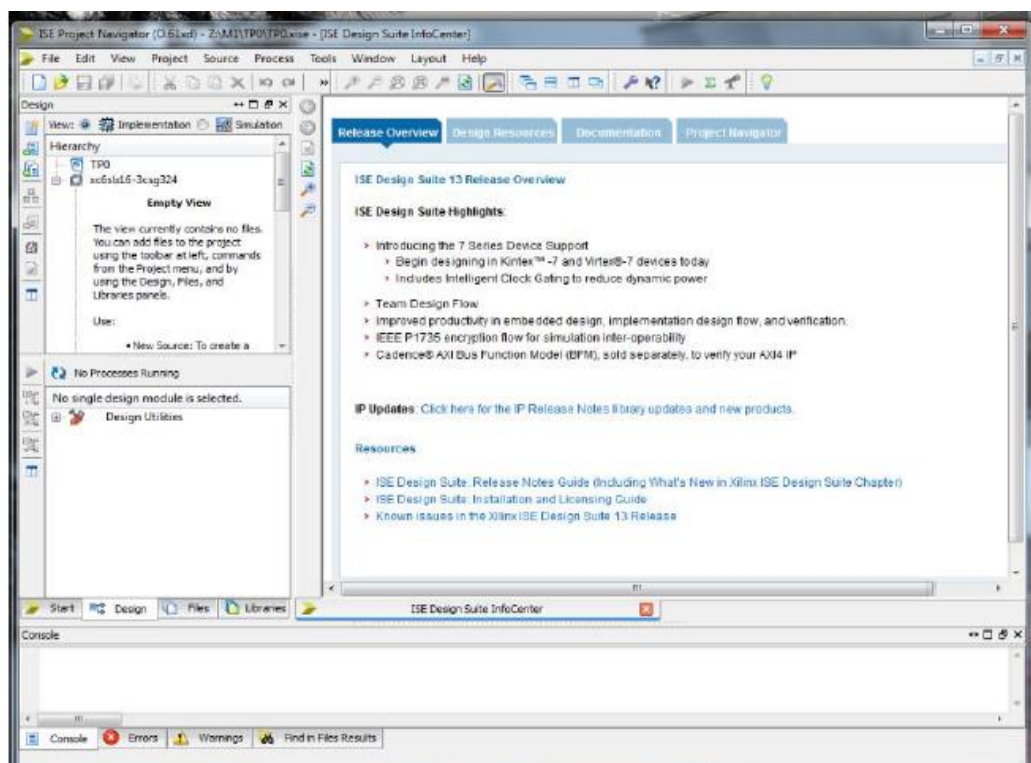 ISE Project Navigator (O.61xd) - Z:\M1\TP0\TP0.xise - [ISE Design Suite InfoCenter]
File Edit View Project Source Process Tools Window Layout Help
Design
View: Implementation Simulation
Hierarchy
TP0
xc6slx16-3csg324
Empty View
The view currently contains no files.
You can add files to the project
using the toolbar at left, commands
from the Project menu, and by
using the Design, Files, and
Libraries panels.
Use:
• New Source: To create a
No Processes Running
No single design module is selected.
Design Utilities
Start Design Files Libraries
Release Overview Design Resources Documentation Project Navigator
ISE Design Suite 13 Release Overview
ISE Design Suite Highlights:
Introducing the 7 Series Device Support
Begin designing in Kintex™ -7 and Virtex®-7 devices today
Includes Intelligent Clock Gating to reduce dynamic power
Team Design Flow
Improved productivity in embedded design, implementation design flow, and verification.
IEEE P1735 encryption flow for simulation inter-operability
Cadence® AXI Bus Function Model (BFM), sold separately, to verify your AXI4 IP
IP Updates: Click here for the IP Release Notes library updates and new products.
Resources
ISE Design Suite: Release Notes Guide (Including What's New in Xilinx ISE Design Suite Chapter)
ISE Design Suite: Installation and Licensing Guide
Known issues in the Xilinx ISE Design Suite 13 Release
ISE Design Suite InfoCenter
Console
Console Errors Warnings Find in Files Results